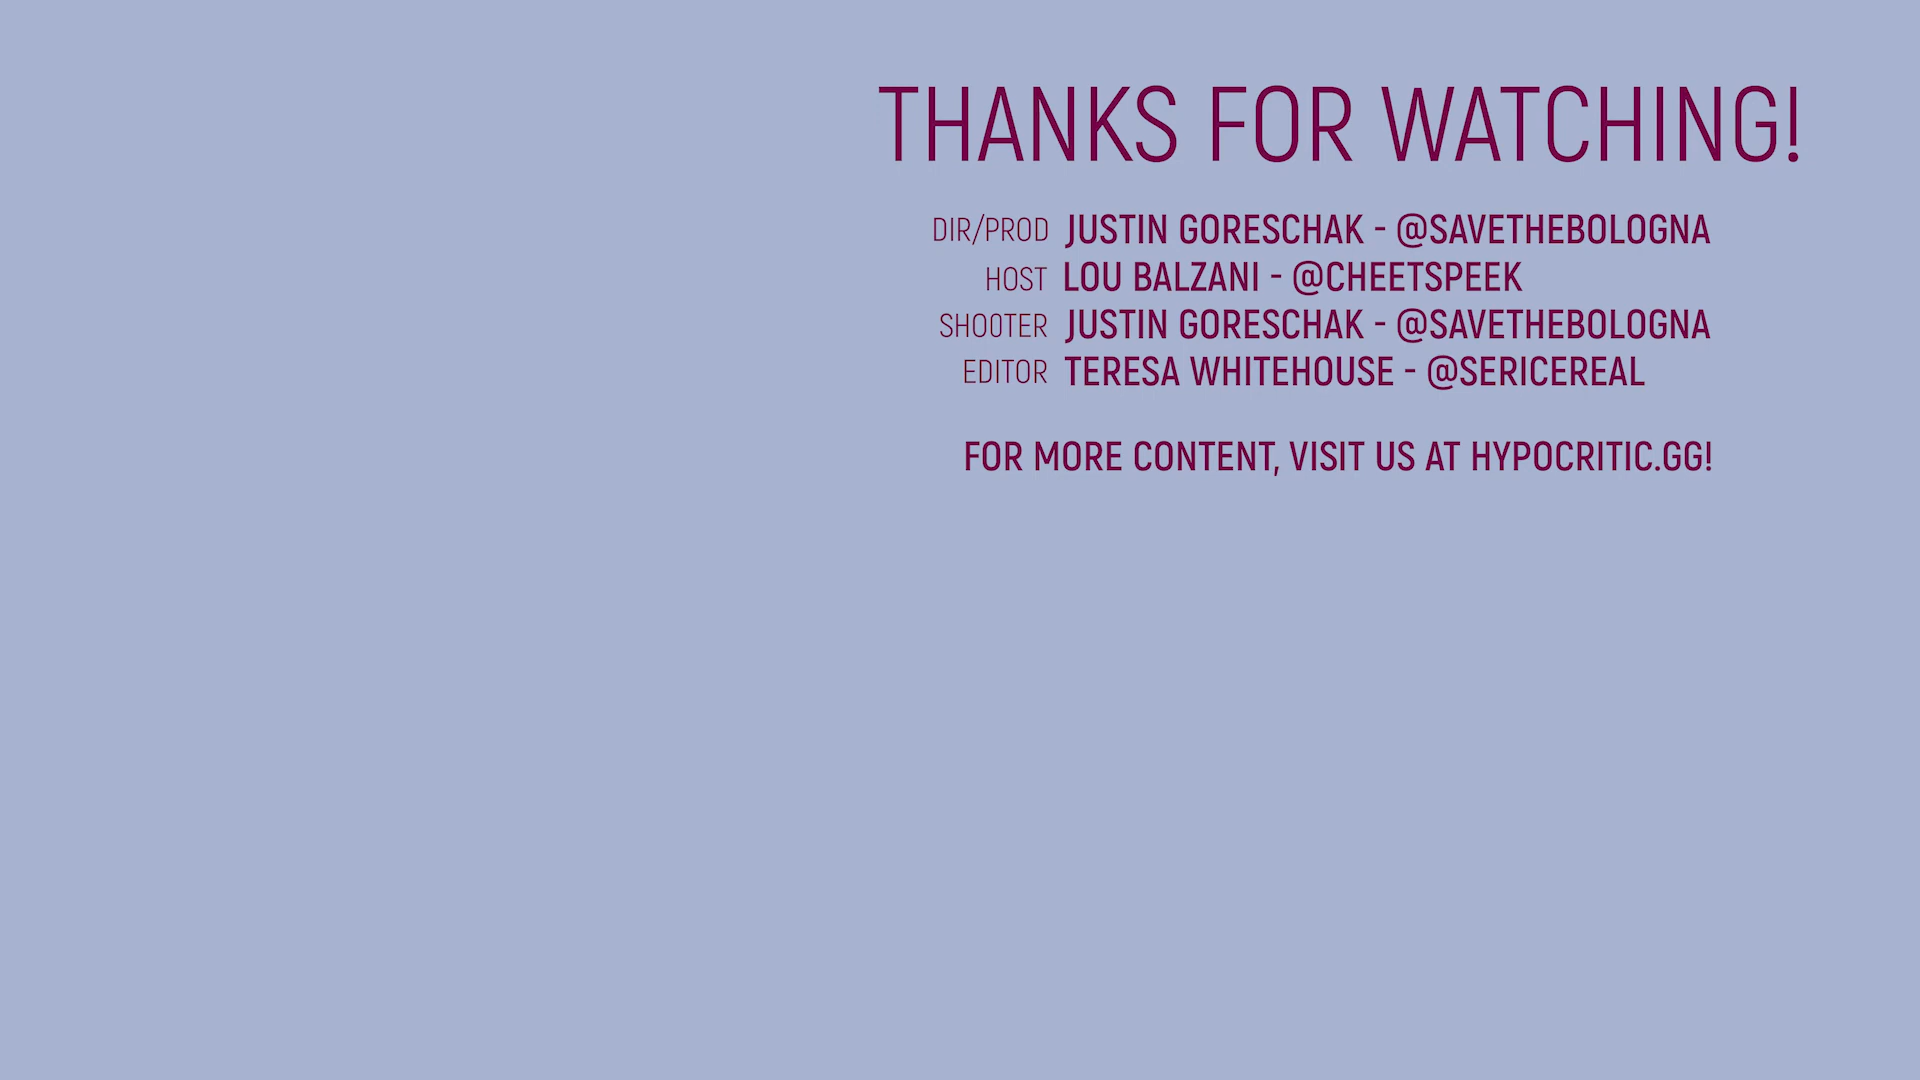 THANKS FOR WATCHING!
DIR/PROD JUSTIN GORESCHAK - @SAVETHEBOLOGNA
HOST LOU BALZANI - @CHEETSPEEK
SHOOTER JUSTIN GORESCHAK - @SAVETHEBOLOGNA
EDITOR TERESA WHITEHOUSE - @SERICEREAL
FOR MORE CONTENT, VISIT US AT HYPOCRITIC.GG!